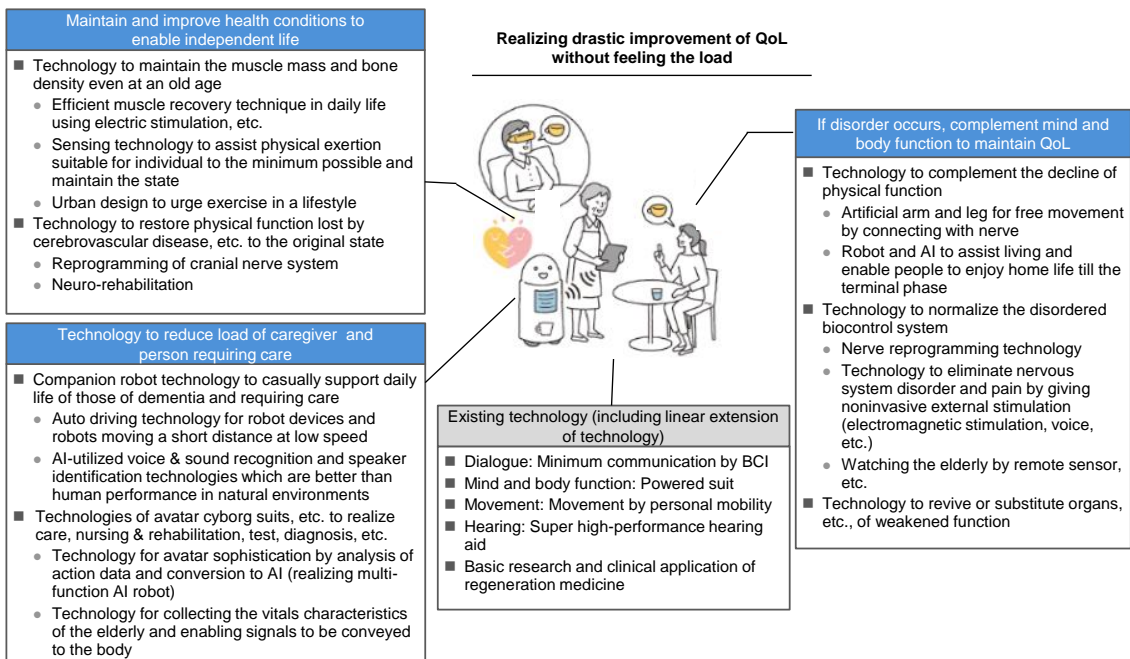 Maintain and improve health conditions to
enable independent life
■ Technology to maintain the muscle mass and bone
density even at an old age
● Efficient muscle recovery technique in daily life
using electric stimulation, etc.
● Sensing technology to assist physical exertion
suitable for individual to the minimum possible and
maintain the state
● Urban design to urge exercise in a lifestyle
■ Technology to restore physical function lost by
cerebrovascular disease, etc. to the original state
● Reprogramming of cranial nerve system
● Neuro-rehabilitation
Technology to reduce load of caregiver and
person requiring care
■ Companion robot technology to casually support daily
life of those of dementia and requiring care
● Auto driving technology for robot devices and
robots moving a short distance at low speed
● AI-utilized voice & sound recognition and speaker
identification technologies which are better than
human performance in natural environments
■ Technologies of avatar cyborg suits, etc. to realize
care, nursing & rehabilitation, test, diagnosis, etc.
● Technology for avatar sophistication by analysis of
action data and conversion to AI (realizing multi-
function AI robot)
● Technology for collecting the vitals characteristics
of the elderly and enabling signals to be conveyed
to the body
Realizing drastic improvement of QoL
without feeling the load
Existing technology (including linear extension
of technology)
■ Dialogue: Minimum communication by BCI
■ Mind and body function: Powered suit
■ Movement: Movement by personal mobility
■ Hearing: Super high-performance hearing
aid
■ Basic research and clinical application of
regeneration medicine
If disorder occurs, complement mind and
body function to maintain QoL
■ Technology to complement the decline of
physical function
● Artificial arm and leg for free movement
by connecting with nerve
● Robot and AI to assist living and
enable people to enjoy home life till the
terminal phase
■ Technology to normalize the disordered
biocontrol system
● Nerve reprogramming technology
● Technology to eliminate nervous
system disorder and pain by giving
noninvasive external stimulation
(electromagnetic stimulation, voice,
etc.)
● Watching the elderly by remote sensor,
etc.
■ Technology to revive or substitute organs,
etc., of weakened function